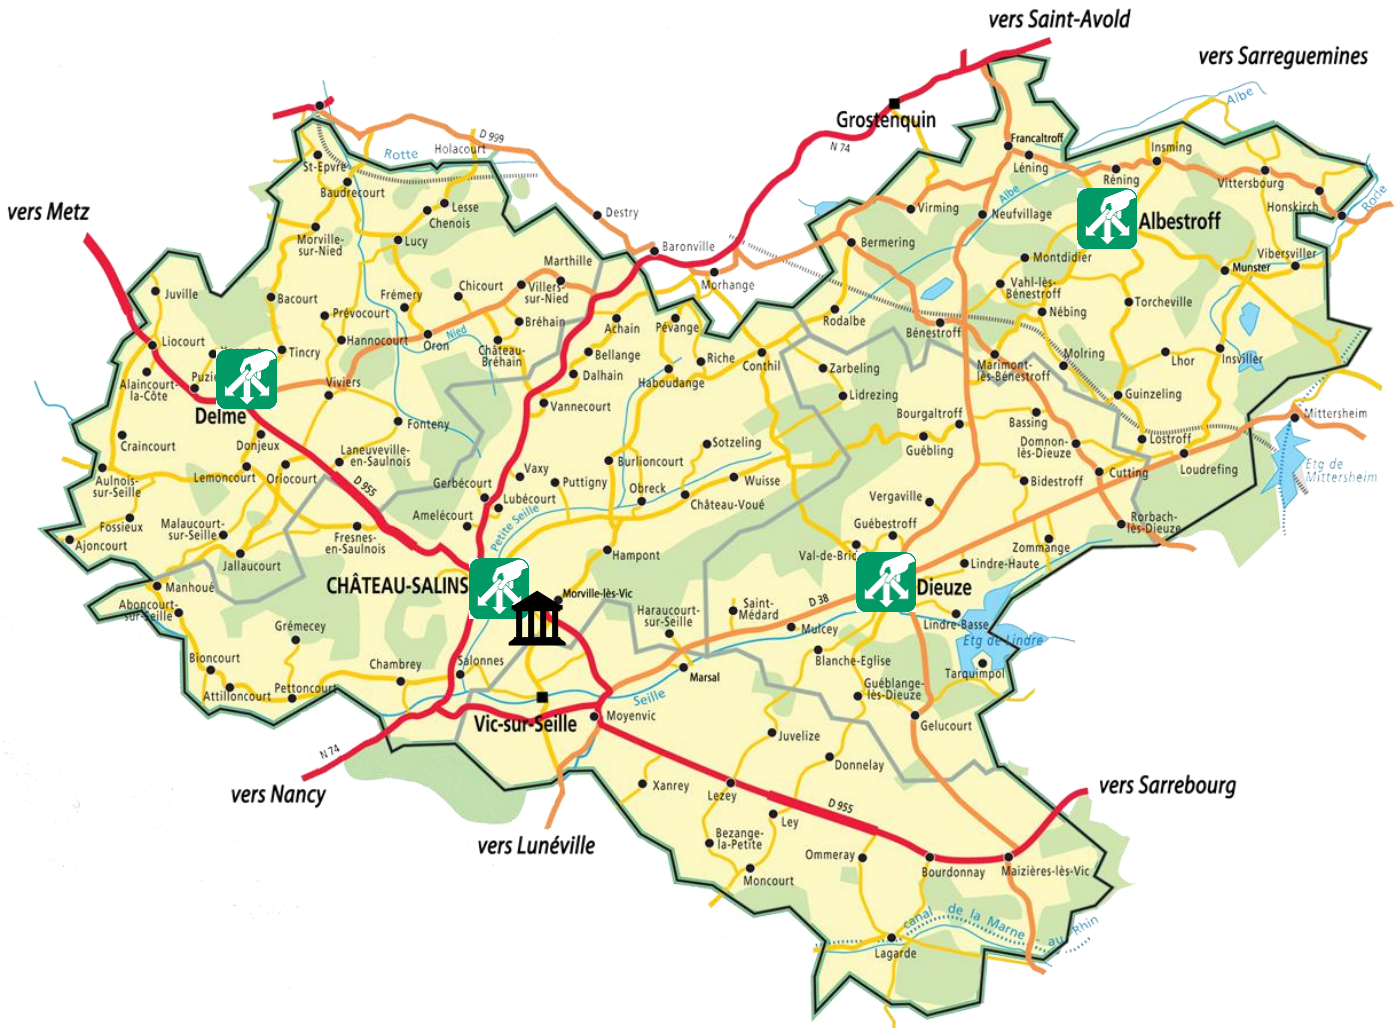 vers Saint-Avold
vers Sarreguemines
Albe
Grostenquin
D 999
Holacourt
N 74
Francaltroff
Insming
Rotte
St-Epvre
Léning
Réning
Vittersbourg
Baudrecourt
Albe
Rode
vers Metz
Lesse
Chenois
Destry
Virming
Neufvillage
Honskirch
Albestroff
Morville-
sur-Nied
Lucy
Baronville
Bermering
Montdidier
Vibersviller
Munster
Marthille
Morhange
Vahl-lès-
Bénestroff
Juville
Bacourt
Frémery
Chicourt
Villers-
sur-Nied
Torcheville
Prévocourt
Bréhain
Achain
Pévange
Rodalbe
Nébing
Bénestroff
Liocourt
Tincry
Hannocourt
Oron
Nied
Château-
Bréhain
Bellange
Riche
Conthil
Zarbeling
Marimont-
lès-Bénestroff
Molring
Lhor
Insviller
Alaincourt-
la-Côte
Puzie
Viviers
Dalhain
Haboudange
Delme
Vannecourt
Lidrezing
Guinzeling
Mittersheim
Fonteny
Bourgaltroff
Bassing
Craincourt
Donjeux
Laneuveville-
en-Saulnois
Sotzeling
Guébling
Domnon-
lès-Dieuze
Lostroff
Loudrefing
Etg de
Mittersheim
Aulnois-
sur-Seille
Lemoncourt
Oriocourt
D 955
Gerbécourt
Vaxy
Puttigny
Burlioncourt
Obreck
Wuisse
Château-Voué
Bidestroff
Cutting
Lubécourt
Vergaville
Fossieux
Malaucourt-
sur-Seille
Amelécourt
Petite Seille
Guébestroff
Rorbach-
lès-Dieuze
Ajoncourt
Fresnes-
en-Saulnois
Hampont
Val-de-Brid
Zommange
Jallaucourt
Lindre-Haute
Manhoué
CHÂTEAU-SALINS
Morville-lès-Vic
Dieuze
Aboncourt-
sur-Seille
Haraucourt-
sur-Seille
Saint-
Médard
D 38
Mulcey
Lindre-Basse
Grémecey
Etg de Lindre
Bioncourt
Chambrey
Salonnes
Blanche-Eglise
Marsal
Tarquimpol
Attilloncourt
Pettoncourt
Seille
Guéblange-
lès-Dieuze
Vic-sur-Seille
Moyenvic
Gelucourt
Juvelize
N 74
Donnelay
vers Nancy
Xanrey
Lezey
D 955
vers Sarrebourg
Ley
vers Lunéville
Bezange-
la-Petite
Ommeray
Bourdonnay
Maizières-lès-Vic
Moncourt
canal de la Marne au Rhin
Lagarde